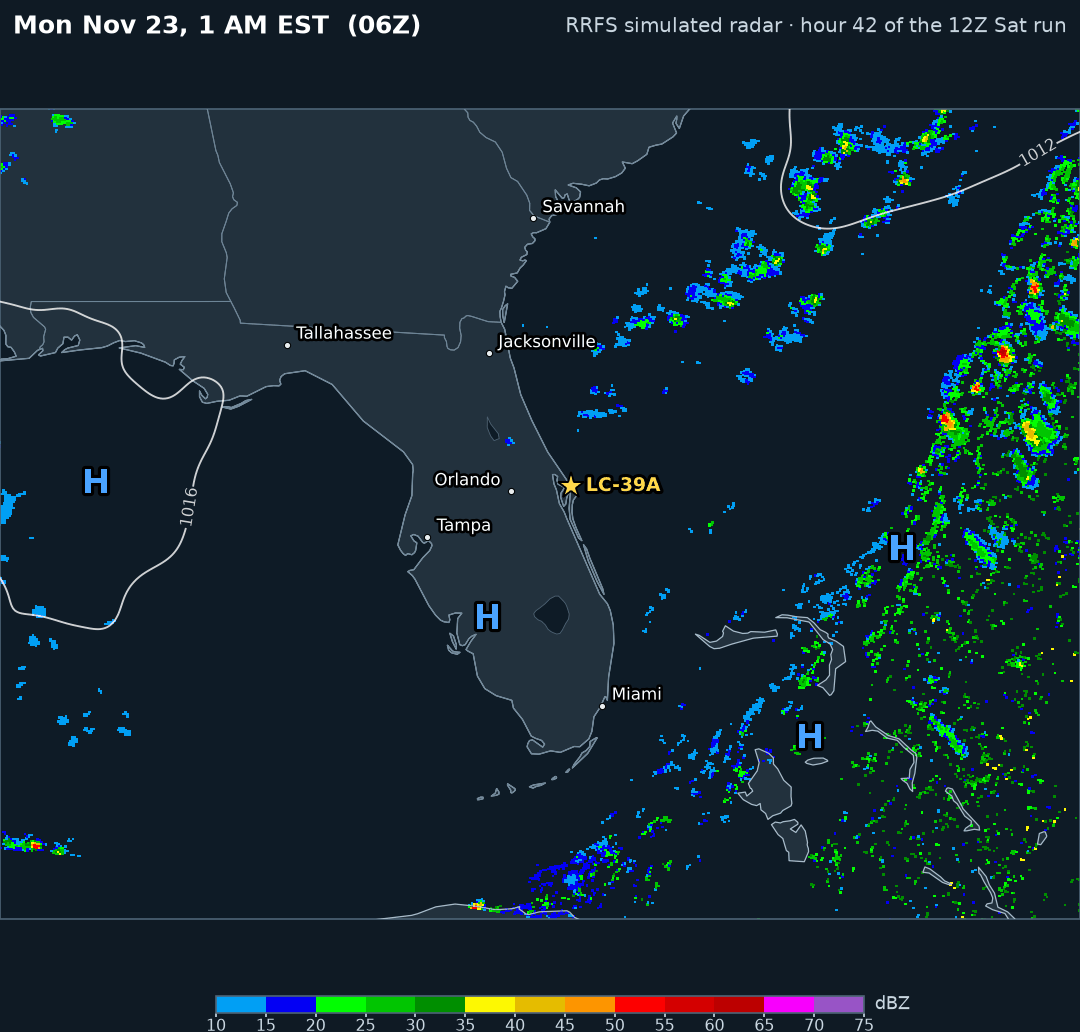 Mon Nov 23, 1 AM EST (06Z)
RRFS simulated radar · hour 42 of the 12Z Sat run
1012
Savannah
Tallahassee
Jacksonville
H
Orlando
LC-39A
1016
Tampa
H
H
Miami
H
10 15 20 25 30 35 40 45 50 55 60 65 70 75
dBZ